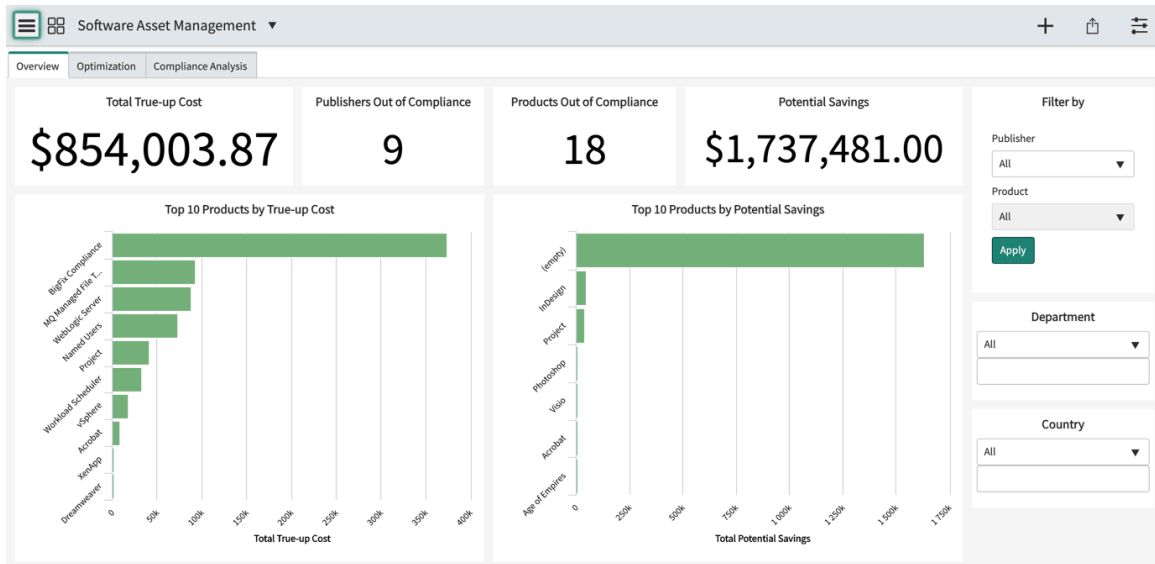 Software Asset Management ▼
Overview
Optimization
Compliance Analysis
Total True-up Cost
$854,003.87
Publishers Out of Compliance
9
Products Out of Compliance
18
Potential Savings
$1,737,481.00
Filter by
Publisher
All
Product
All
Apply
Department
All
Country
All
Top 10 Products by True-up Cost
BigFix Compliance
MQ Managed File T...
WebLogic Server
Named Users
Project
Workload Scheduler
vSphere
Acrobat
XenApp
Dreamweaver
0
50k
100k
150k
200k
250k
300k
350k
400k
Total True-up Cost
Top 10 Products by Potential Savings
(empty)
InDesign
Project
Photoshop
Visio
Acrobat
Age of Empires
0
250k
500k
750k
1 000k
1 250k
1 500k
1 750k
Total Potential Savings